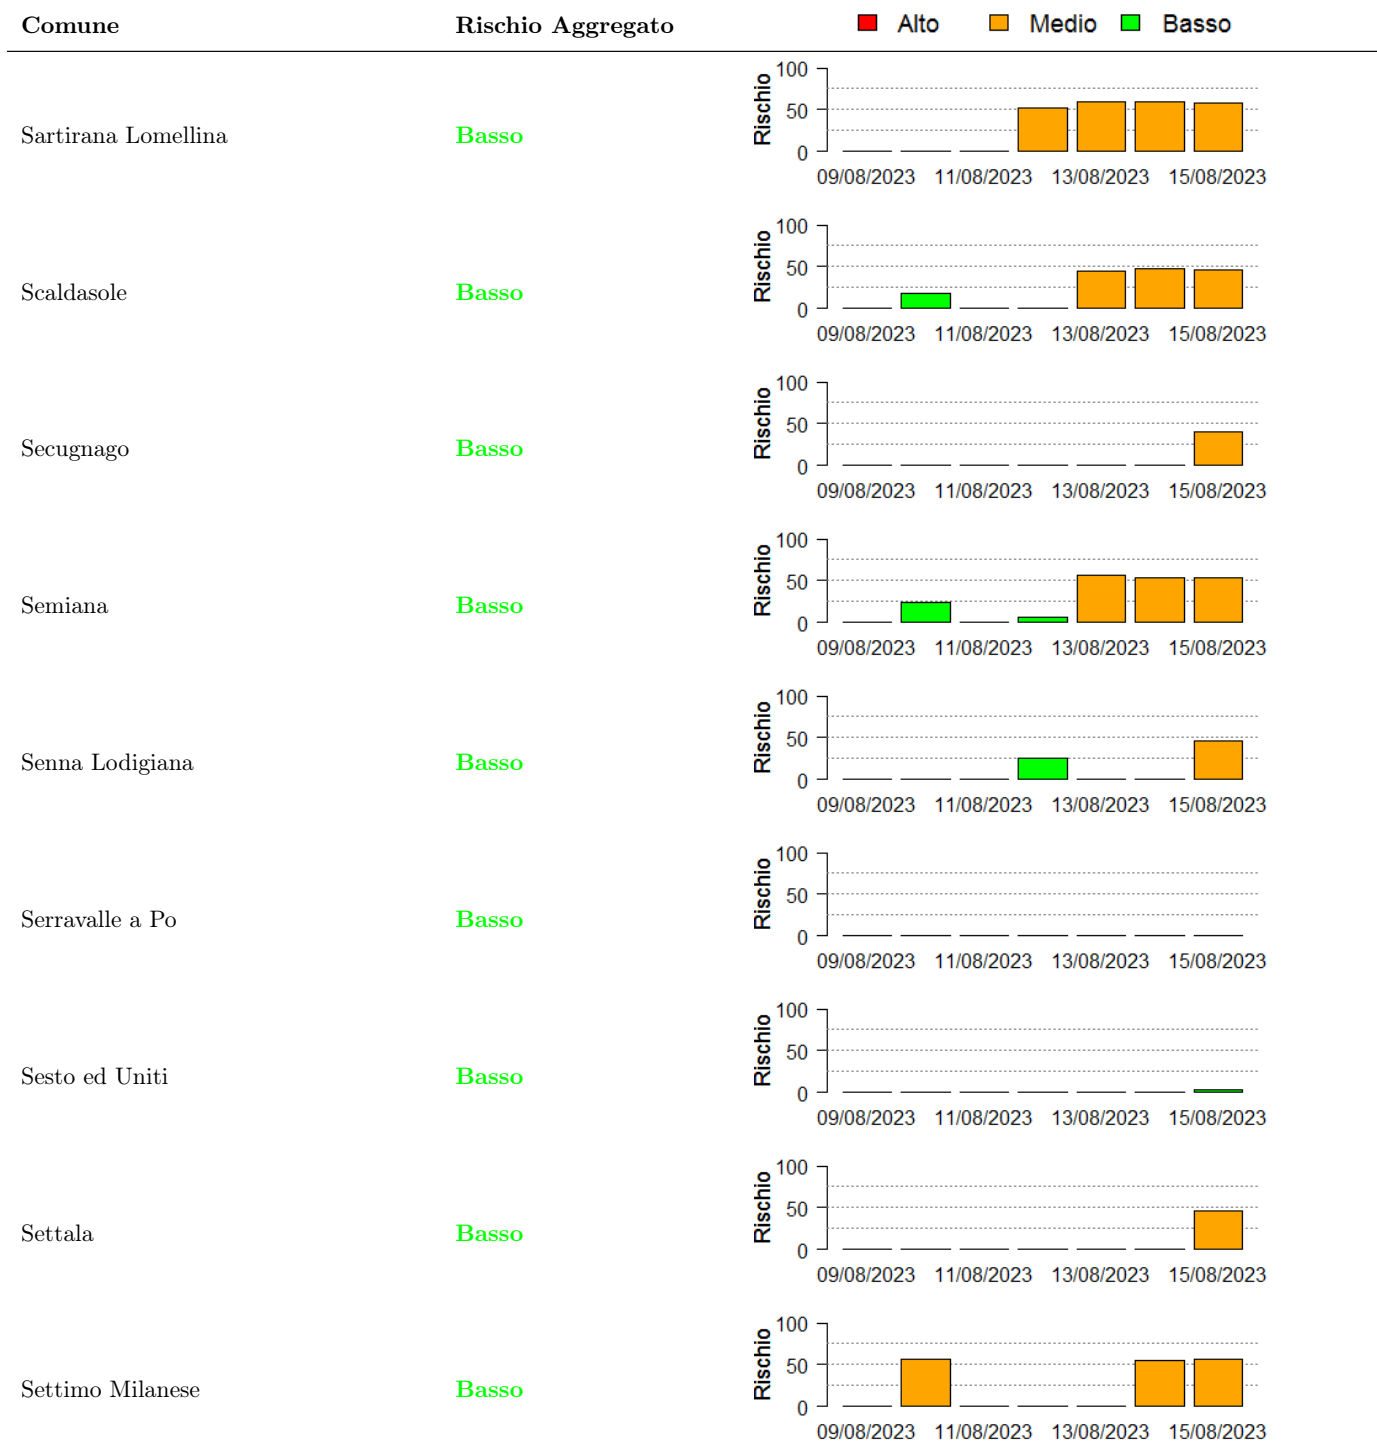 Comune Rischio Aggregato Alto Medio Basso
100
50
0
Rischio
Sartirana Lomellina Basso
09/08/2023 11/08/2023 13/08/2023 15/08/2023
100
50
0
Rischio
Scaldasole Basso
09/08/2023 11/08/2023 13/08/2023 15/08/2023
100
50
0
Rischio
Secugnago Basso
09/08/2023 11/08/2023 13/08/2023 15/08/2023
100
50
0
Rischio
Semiana Basso
09/08/2023 11/08/2023 13/08/2023 15/08/2023
100
50
0
Rischio
Senna Lodigiana Basso
09/08/2023 11/08/2023 13/08/2023 15/08/2023
100
50
0
Rischio
Serravalle a Po Basso
09/08/2023 11/08/2023 13/08/2023 15/08/2023
100
50
0
Rischio
Sesto ed Uniti Basso
09/08/2023 11/08/2023 13/08/2023 15/08/2023
100
50
0
Rischio
Settala Basso
09/08/2023 11/08/2023 13/08/2023 15/08/2023
100
50
0
Rischio
Settimo Milanese Basso
09/08/2023 11/08/2023 13/08/2023 15/08/2023